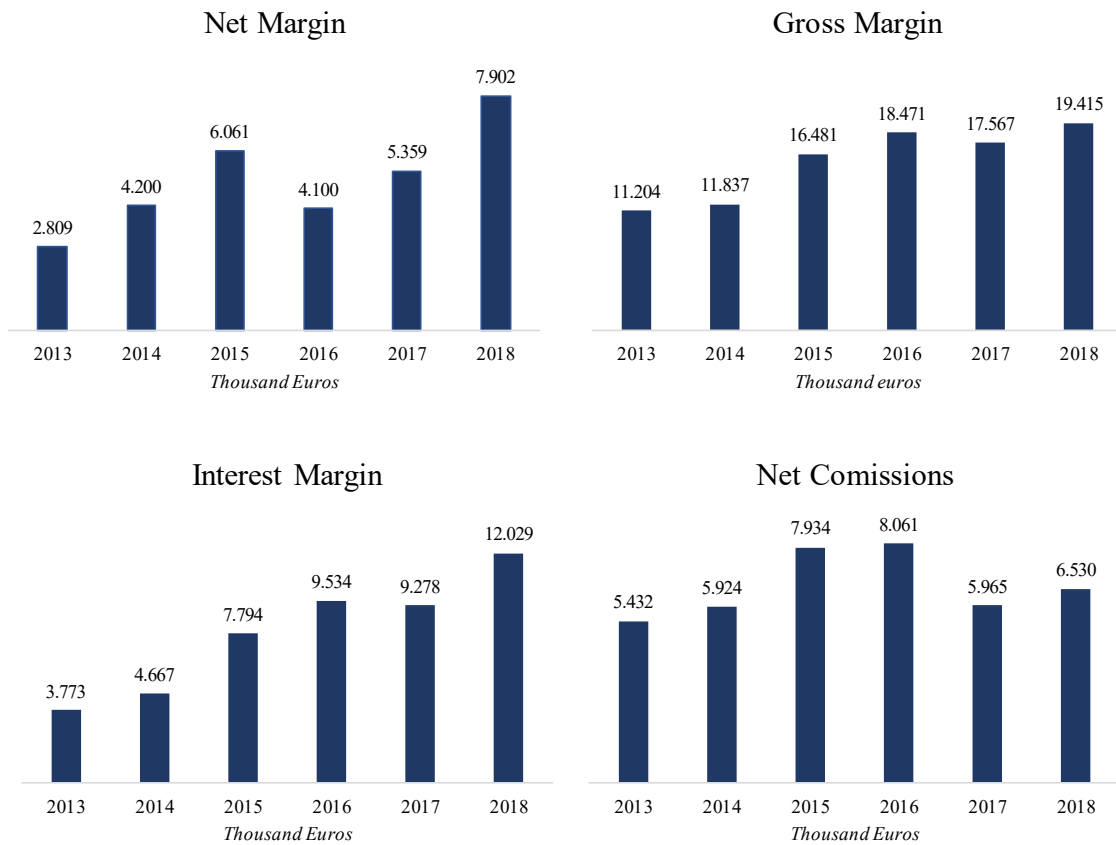 Net Margin
7.902
6.061
5.359
4.200
4.100
2.809
2013 2014 2015 2016 2017 2018
Thousand Euros
Gross Margin
19.415
18.471
17.567
16.481
11.204 11.837
2013 2014 2015 2016 2017 2018
Thousand euros
Interest Margin
12.029
9.534
9.278
7.794
4.667
3.773
2013 2014 2015 2016 2017 2018
Thousand Euros
Net Comissions
8.061
7.934
6.530
5.924 5.965
5.432
2013 2014 2015 2016 2017 2018
Thousand Euros